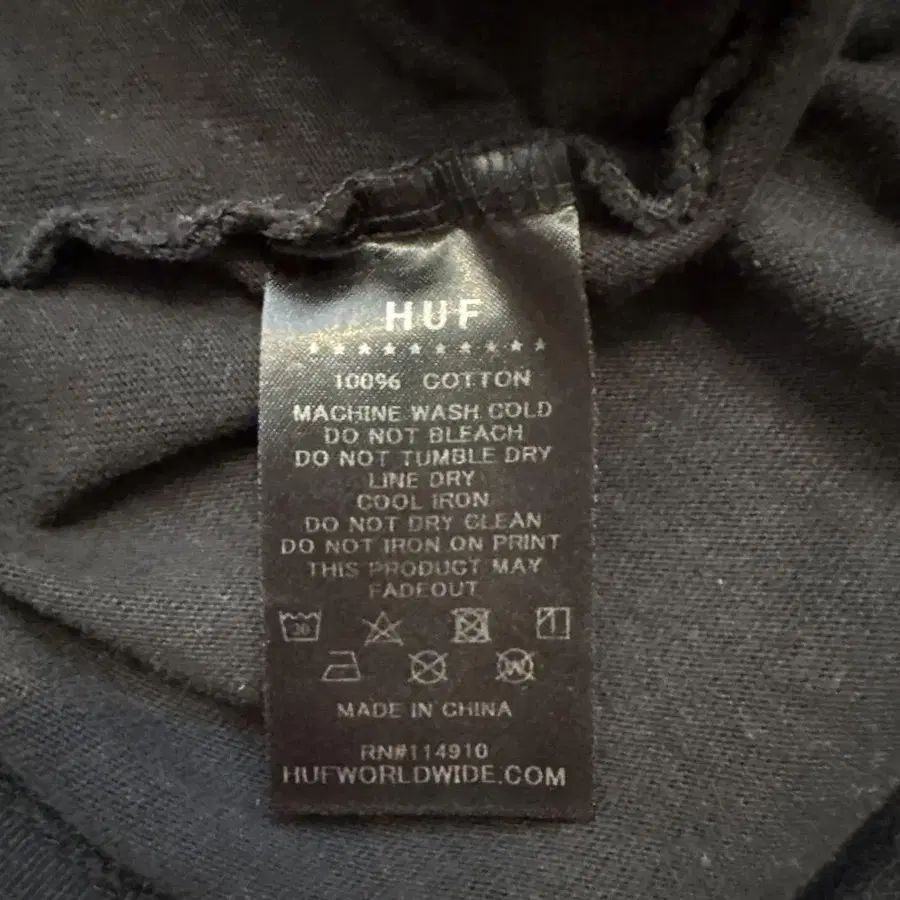 HUF
100% COTTON
MACHINE WASH COLD
DO NOT BLEACH
DO NOT TUMBLE DRY
LINE DRY
COOL IRON
DO NOT DRY CLEAN
DO NOT IRON ON PRINT
THIS PRODUCT MAY
FADEOUT
30
W
MADE IN CHINA
RN#114910
HUFWORLDWIDE.COM